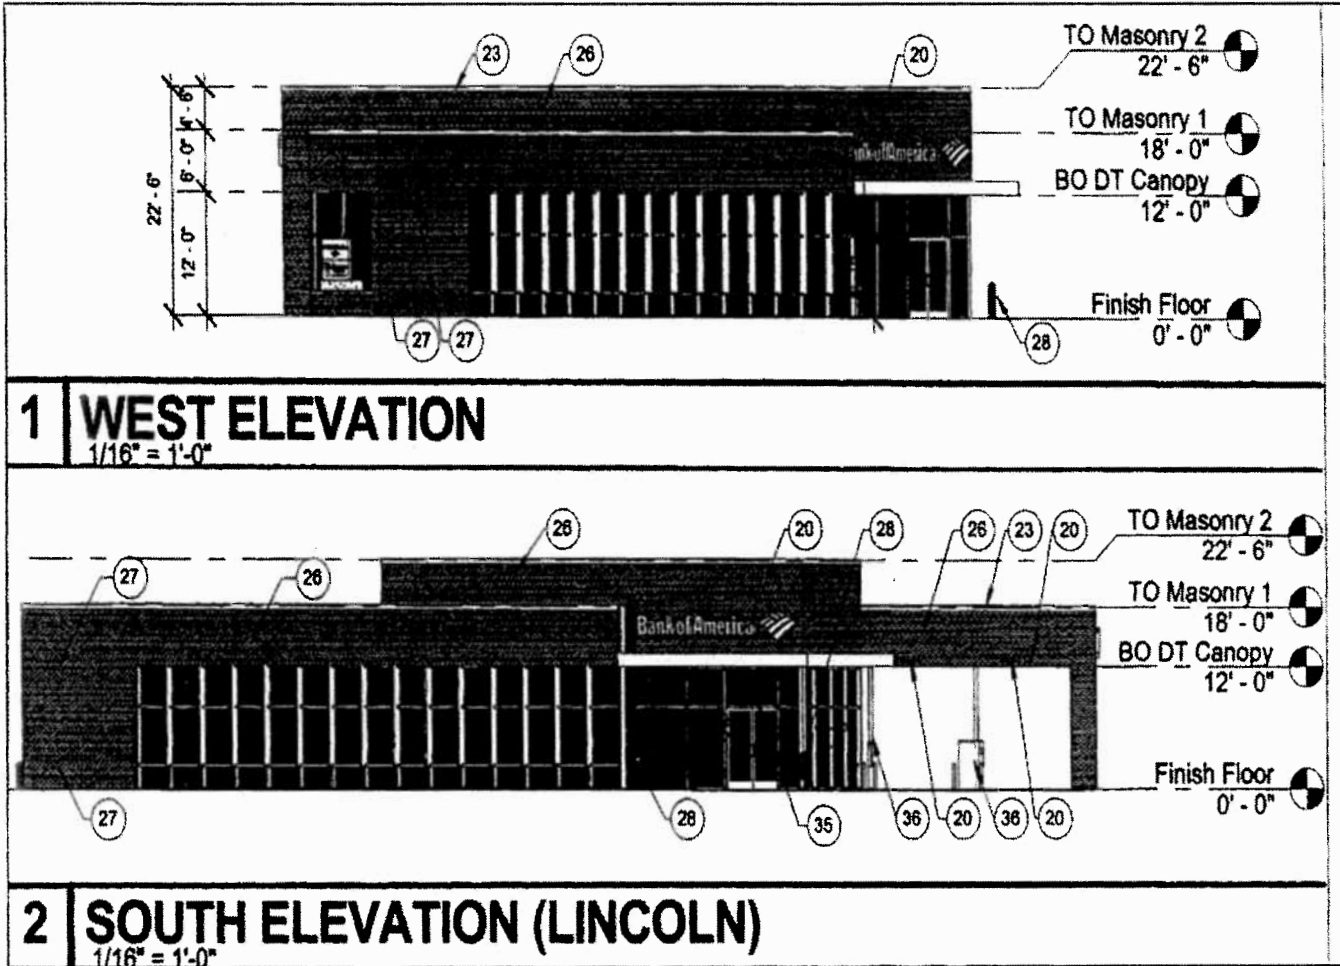 23 26 20
TO Masonry 2
22' - 6"
TO Masonry 1
18' - 0"
BO DT Canopy
12' - 0"
Finish Floor
0' - 0"
4' - 6"
6' - 0"
22' - 6"
12' - 0"
nkofAmerica
27 27 28
1 WEST ELEVATION
1/16" = 1'-0"
26 20 28 26 23 20
27 26
TO Masonry 2
22' - 6"
TO Masonry 1
18' - 0"
BO DT Canopy
12' - 0"
Finish Floor
0' - 0"
BankofAmerica
27 28 35 36 20 36 20
2 SOUTH ELEVATION (LINCOLN)
1/16" = 1'-0"